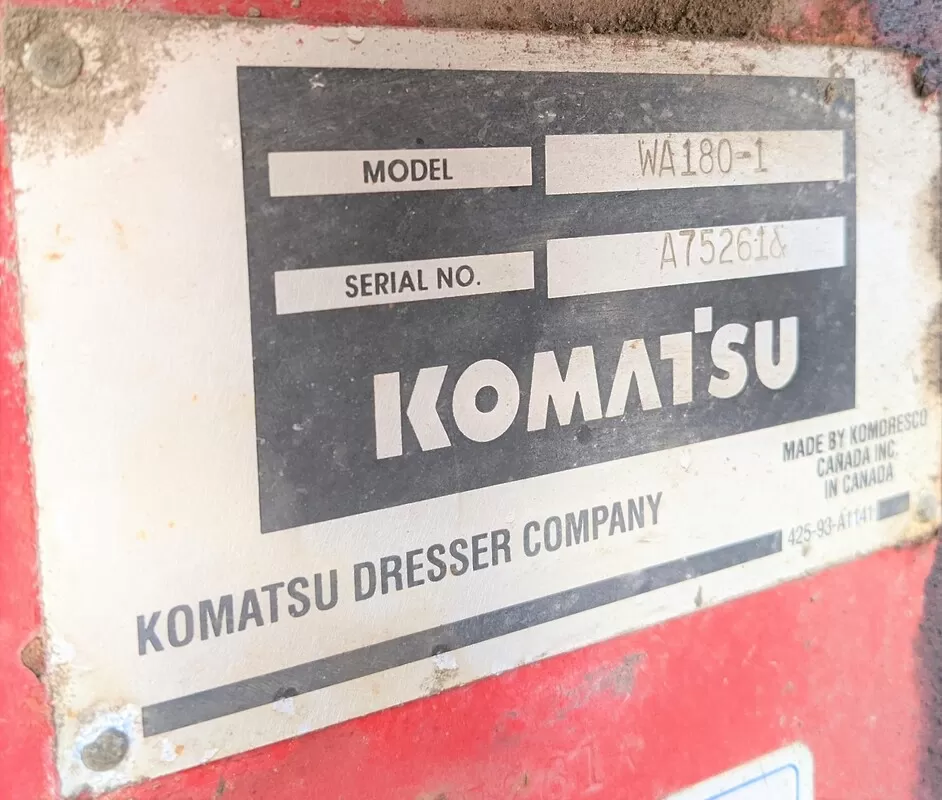 MODEL WA180-1
SERIAL NO. A75261&
KOMATSU
MADE BY KOMDRESCO
CANADA INC.
IN CANADA
KOMATSU DRESSER COMPANY
425-93-A1141